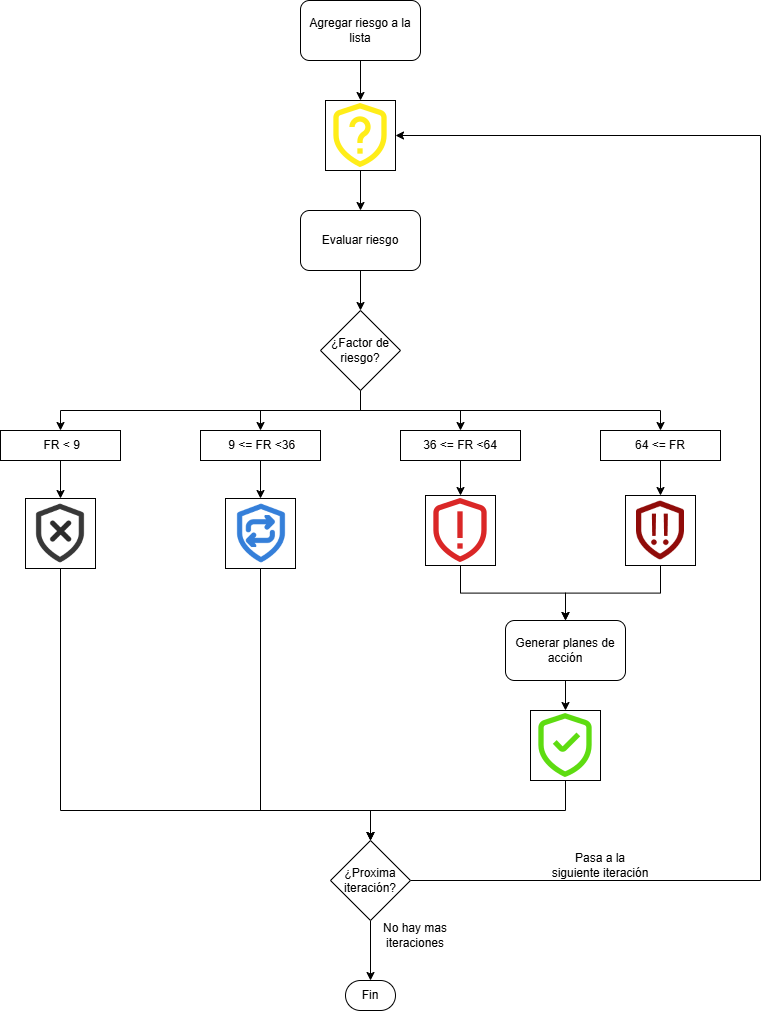 Agregar riesgo a la
lista
?
Evaluar riesgo
¿Factor de
riesgo?
FR < 9
9 <= FR <36
36 <= FR <64
64 <= FR
!
!!
Generar planes de
acción
¿Proxima
iteración?
Pasa a la
siguiente iteración
No hay mas
iteraciones
Fin